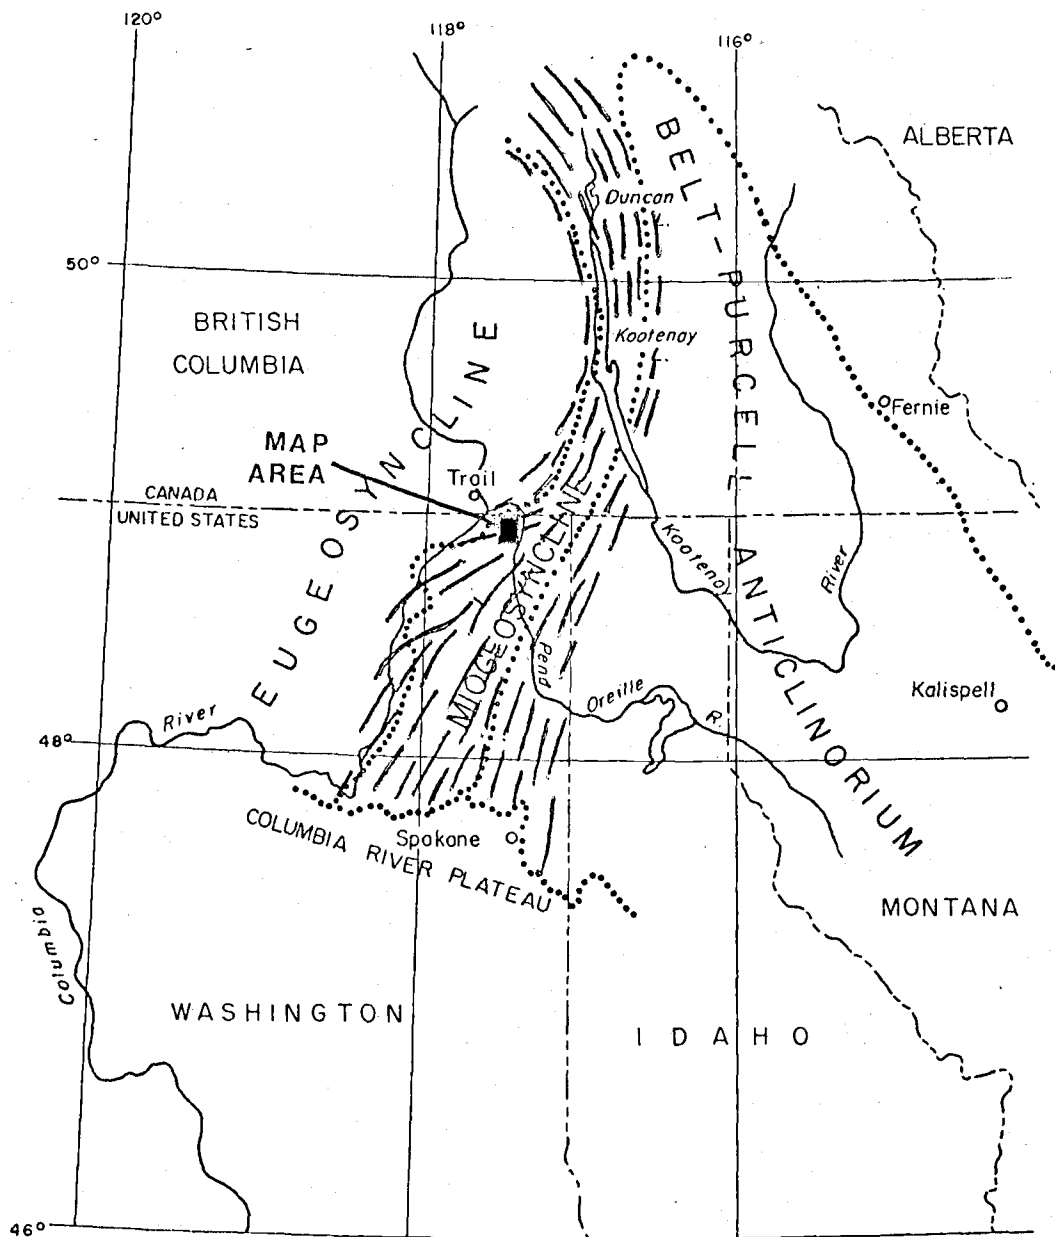 120°
118°
116°
ALBERTA
BELT-PURCELL ANTICLINORIUM
Duncan
L.
50°
BRITISH
COLUMBIA
EUGEOSYNCLINE
Kootenay
L.
Fernie
MAP
AREA
Trail
CANADA
UNITED STATES
MIOGEOSYNCLINE
Kootenay
River
Pend
Oreille
R.
Kalispell
River
48°
COLUMBIA RIVER PLATEAU
Spokane
MONTANA
Columbia
WASHINGTON
IDAHO
46°